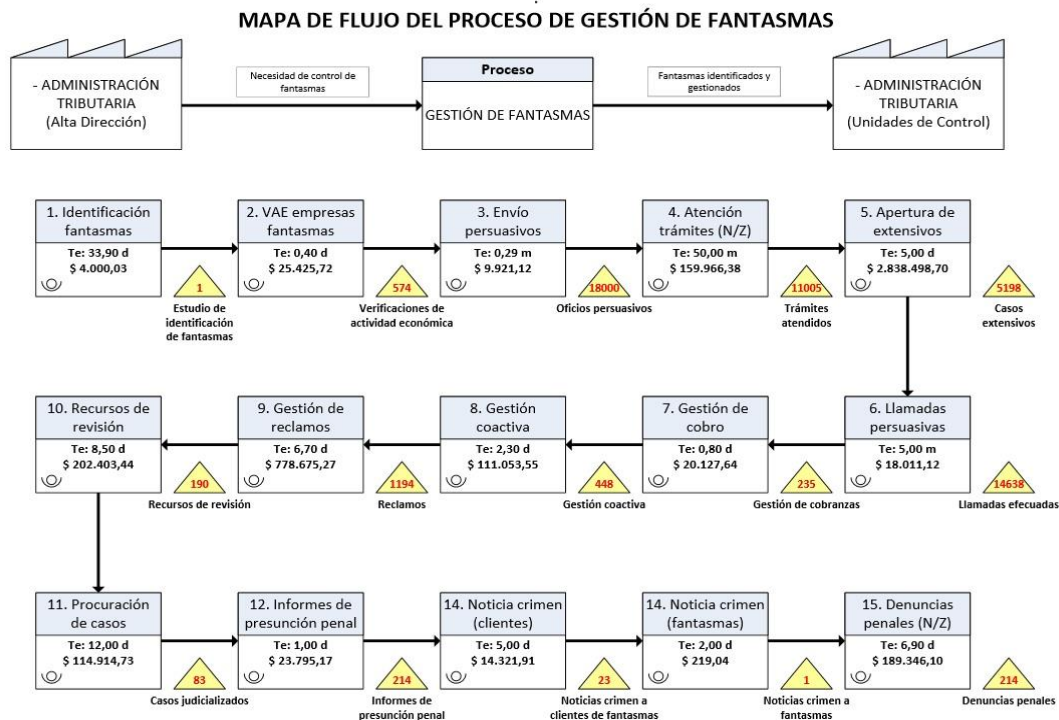 MAPA DE FLUJO DEL PROCESO DE GESTIÓN DE FANTASMAS
- ADMINISTRACIÓN
TRIBUTARIA
(Alta Dirección)
Necesidad de control de
fantasmas
Proceso
GESTIÓN DE FANTASMAS
Fantasmas identificados y
gestionados
- ADMINISTRACIÓN
TRIBUTARIA
(Unidades de Control)
1. Identificación
fantasmas
Te: 33,90 d
$ 4.000,03
1
Estudio de
identificación
de fantasmas
2. VAE empresas
fantasmas
Te: 0,40 d
$ 25.425,72
574
Verificaciones de
actividad económica
3. Envío
persuasivos
Te: 0,29 m
$ 9.921,12
18000
Oficios persuasivos
4. Atención
trámites (N/Z)
Te: 50,00 m
$ 159.966,38
11005
Trámites
atendidos
5. Apertura de
extensivos
Te: 5,00 d
$ 2.838.498,70
5198
Casos
extensivos
10. Recursos de
revisión
Te: 8,50 d
$ 202.403,44
190
Recursos de revisión
9. Gestión de
reclamos
Te: 6,70 d
$ 778.675,27
1194
Reclamos
8. Gestión
coactiva
Te: 2,30 d
$ 111.053,55
448
Gestión coactiva
7. Gestión de
cobro
Te: 0,80 d
$ 20.127,64
235
Gestión de cobranzas
6. Llamadas
persuasivas
Te: 5,00 m
$ 18.011,12
14638
Llamadas efecuadas
11. Procuración
de casos
Te: 12,00 d
$ 114.914,73
83
Casos judicializados
12. Informes de
presunción penal
Te: 1,00 d
$ 23.795,17
214
Informes de
presunción penal
14. Noticia crimen
(clientes)
Te: 5,00 d
$ 14.321,91
23
Noticias crimen a
clientes de fantasmas
14. Noticia crimen
(fantasmas)
Te: 2,00 d
$ 219,04
1
Noticias crimen a
fantasmas
15. Denuncias
penales (N/Z)
Te: 6,90 d
$ 189.346,10
214
Denuncias penales